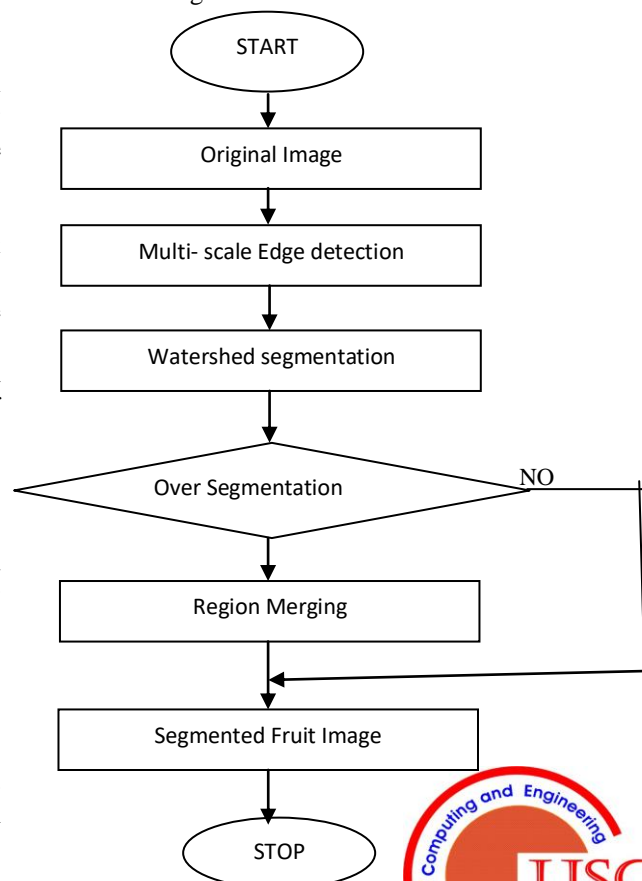 START
Original Image
Multi- scale Edge detection
Watershed segmentation
Over Segmentation
NO
Region Merging
Segmented Fruit Image
STOP
Computing and Engineering